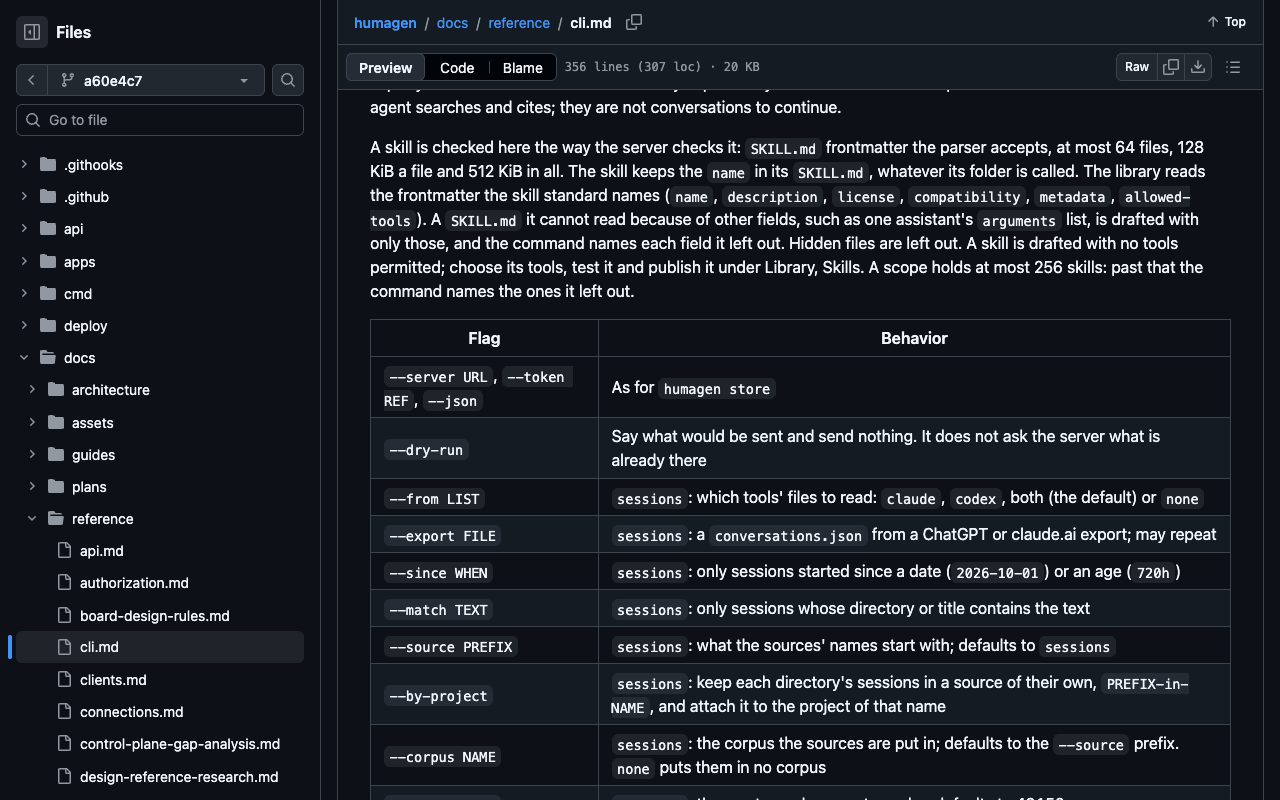 Files
a60e4c7
Go to file
.githooks
.github
api
apps
cmd
deploy
docs
architecture
assets
guides
plans
reference
api.md
authorization.md
board-design-rules.md
cli.md
clients.md
connections.md
control-plane-gap-analysis.md
design-reference-research.md
humagen / docs / reference / cli.md
Top
Preview Code Blame 356 lines (307 loc) · 20 KB Raw
agent searches and cites; they are not conversations to continue.
A skill is checked here the way the server checks it: SKILL.md frontmatter the parser accepts, at most 64 files, 128
KiB a file and 512 KiB in all. The skill keeps the name in its SKILL.md, whatever its folder is called. The library reads
the frontmatter the skill standard names ( name, description, license, compatibility, metadata, allowed-
tools ). A SKILL.md it cannot read because of other fields, such as one assistant's arguments list, is drafted with
only those, and the command names each field it left out. Hidden files are left out. A skill is drafted with no tools
permitted; choose its tools, test it and publish it under Library, Skills. A scope holds at most 256 skills: past that the
command names the ones it left out.
Flag Behavior
--server URL, --token
REF, --json
As for humagen store
--dry-run
Say what would be sent and send nothing. It does not ask the server what is
already there
--from LIST sessions: which tools' files to read: claude, codex, both (the default) or none
--export FILE sessions: a conversations.json from a ChatGPT or claude.ai export; may repeat
--since WHEN sessions: only sessions started since a date ( 2026-10-01 ) or an age ( 720h )
--match TEXT sessions: only sessions whose directory or title contains the text
--source PREFIX sessions: what the sources' names start with; defaults to sessions
--by-project
sessions: keep each directory's sessions in a source of their own, PREFIX-in-
NAME, and attach it to the project of that name
--corpus NAME
sessions: the corpus the sources are put in; defaults to the --source prefix.
none puts them in no corpus